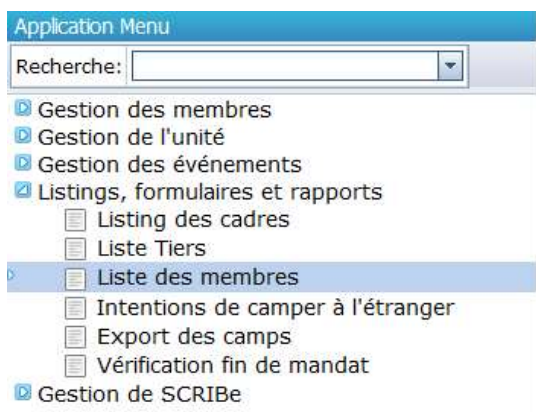 Application Menu
Recherche:
Gestion des membres
Gestion de l'unité
Gestion des événements
Listings, formulaires et rapports
Listing des cadres
Liste Tiers
Liste des membres
Intentions de camper à l'étranger
Export des camps
Vérification fin de mandat
Gestion de SCRIBe